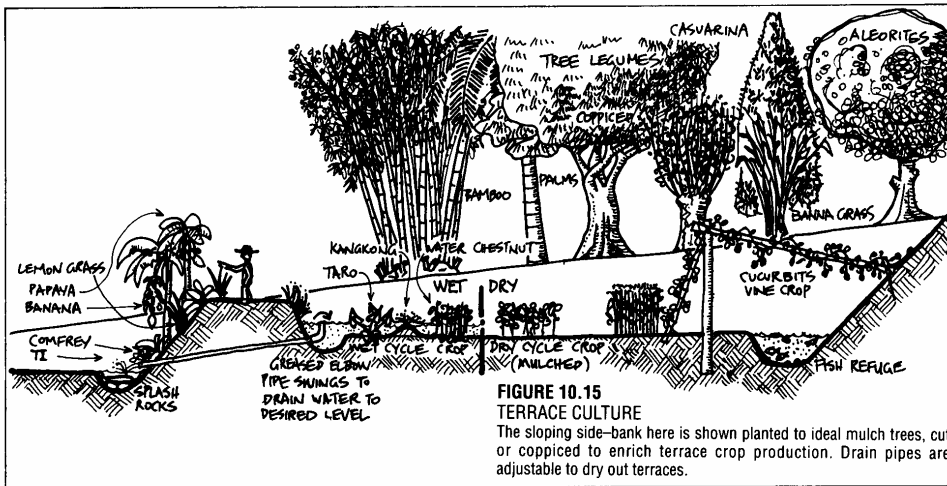 CASUARINA
ALEORITES
TREE LEGUMES
COPPICED
BAMBOO
PALMS
BANNA GRASS
LEMON GRASS
PAPAYA
BANANA
COMFREY
TI
SPLASH
ROCKS
KANGKONG
WATER CHESTNUT
TARO
WET
DRY
CUCURBITS
VINE CROP
WET CYCLE CROP
DRY CYCLE CROP
(MULCHED)
FISH REFUGE
GREASED ELBOW
PIPE SWINGS TO
DRAIN WATER TO
DESIRED LEVEL
FIGURE 10.15
TERRACE CULTURE
The sloping side–bank here is shown planted to ideal mulch trees, cut
or coppiced to enrich terrace crop production. Drain pipes are
adjustable to dry out terraces.